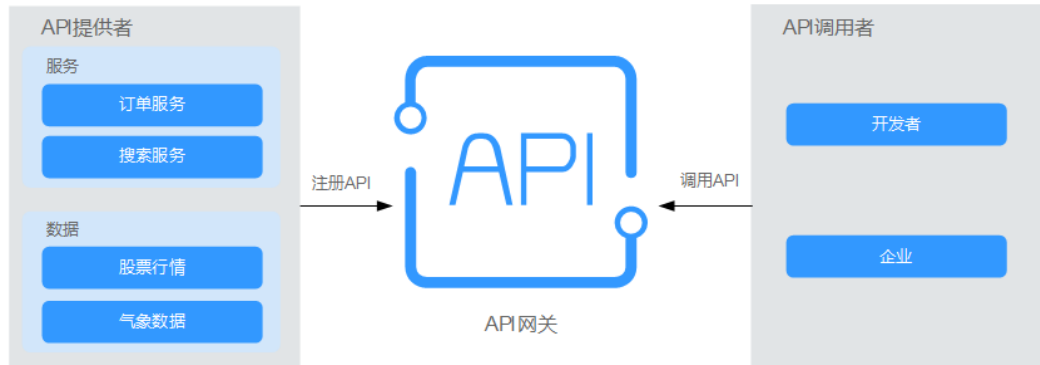 API提供者
服务
订单服务
搜索服务
数据
股票行情
气象数据
注册API
API
API网关
调用API
API调用者
开发者
企业